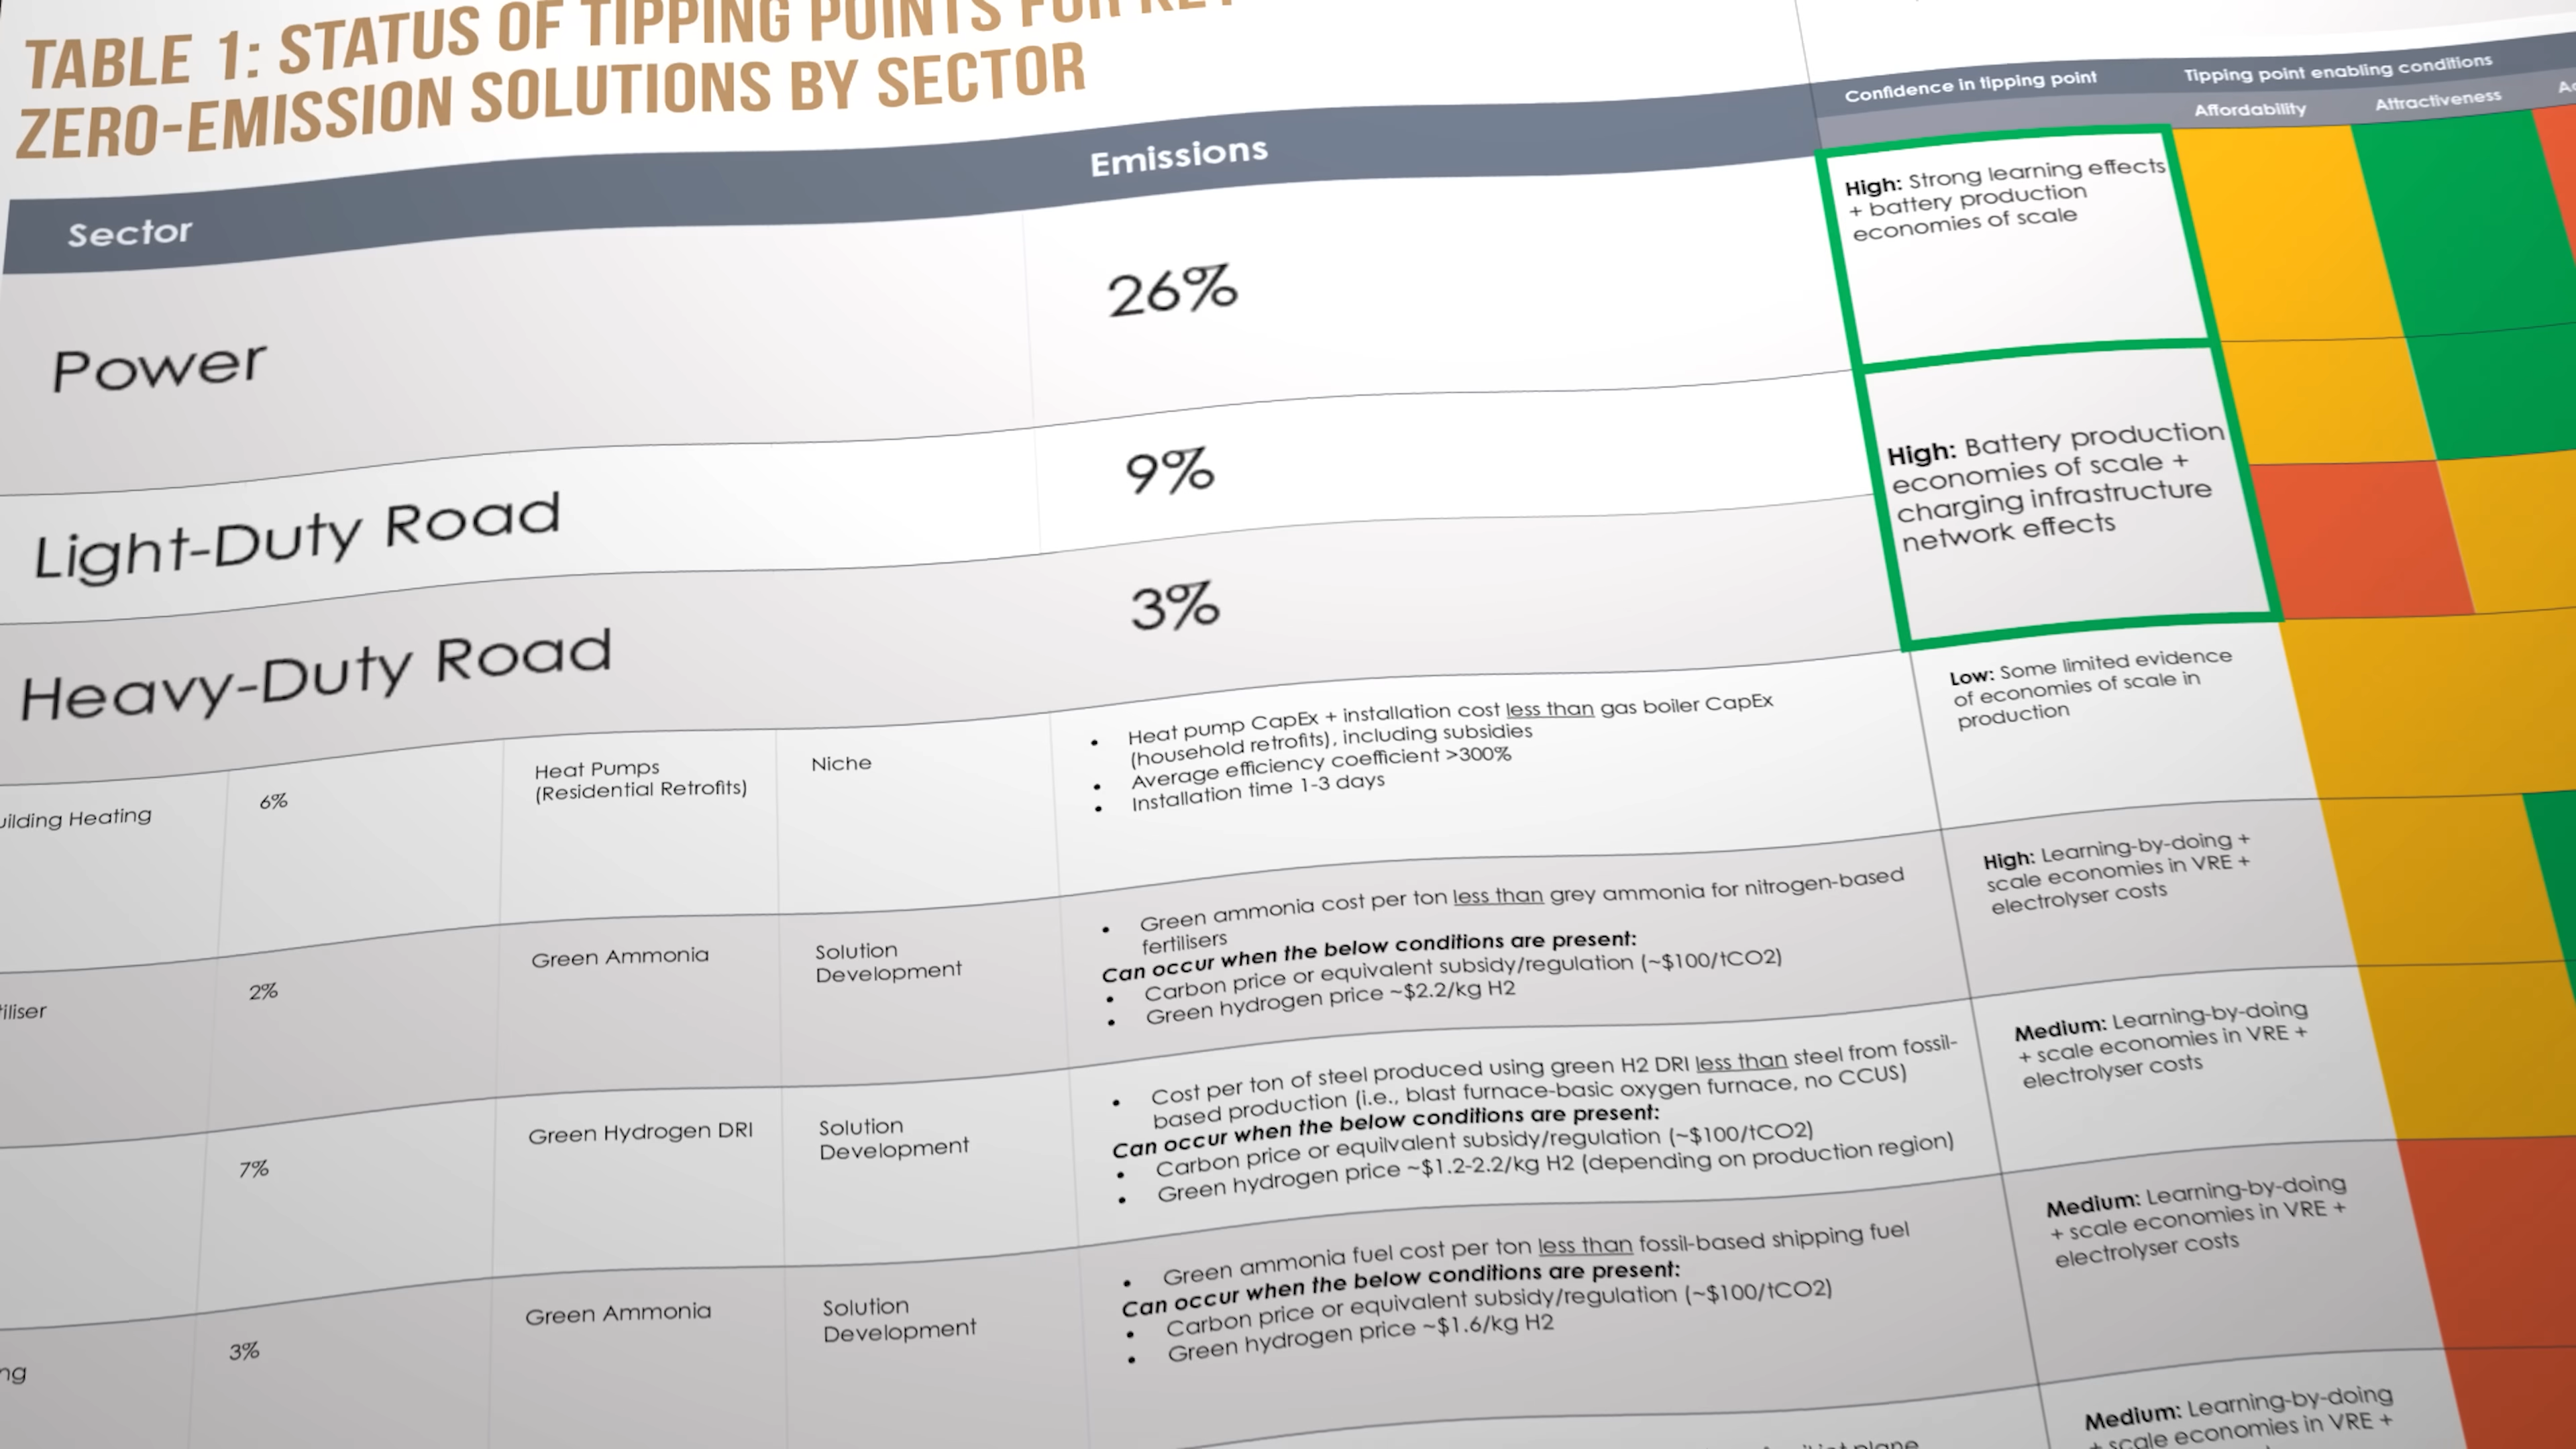 TABLE 1: STATUS OF TIPPING POINTS FOR KEY
ZERO-EMISSION SOLUTIONS BY SECTOR
Sector
Emissions
Confidence in tipping point
Tipping point enabling conditions
Affordability
Attractiveness
Power
26%
High: Strong learning effects
+ battery production
economies of scale
Light-Duty Road
9%
Heavy-Duty Road
3%
High: Battery production
economies of scale +
charging infrastructure
network effects
Building Heating
6%
Heat Pumps
(Residential Retrofits)
Niche
• Heat pump CapEx + installation cost less than gas boiler CapEx
(household retrofits), including subsidies
• Average efficiency coefficient >300%
• Installation time 1-3 days
Low: Some limited evidence
of economies of scale in
production
tiliser
2%
Green Ammonia
Solution
Development
• Green ammonia cost per ton less than grey ammonia for nitrogen-based
fertilisers
Can occur when the below conditions are present:
• Carbon price or equivalent subsidy/regulation (~$100/tCO2)
• Green hydrogen price ~$2.2/kg H2
High: Learning-by-doing +
scale economies in VRE +
electrolyser costs
7%
Green Hydrogen DRI
Solution
Development
• Cost per ton of steel produced using green H2 DRI less than steel from fossil-
based production (i.e., blast furnace-basic oxygen furnace, no CCUS)
Can occur when the below conditions are present:
• Carbon price or equilvalent subsidy/regulation (~$100/tCO2)
• Green hydrogen price ~$1.2-2.2/kg H2 (depending on production region)
Medium: Learning-by-doing
+ scale economies in VRE +
electrolyser costs
ng
3%
Green Ammonia
Solution
Development
• Green ammonia fuel cost per ton less than fossil-based shipping fuel
Can occur when the below conditions are present:
• Carbon price or equivalent subsidy/regulation (~$100/tCO2)
• Green hydrogen price ~$1.6/kg H2
Medium: Learning-by-doing
+ scale economies in VRE +
electrolyser costs
Medium: Learning-by-doing
+ scale economies in VRE +